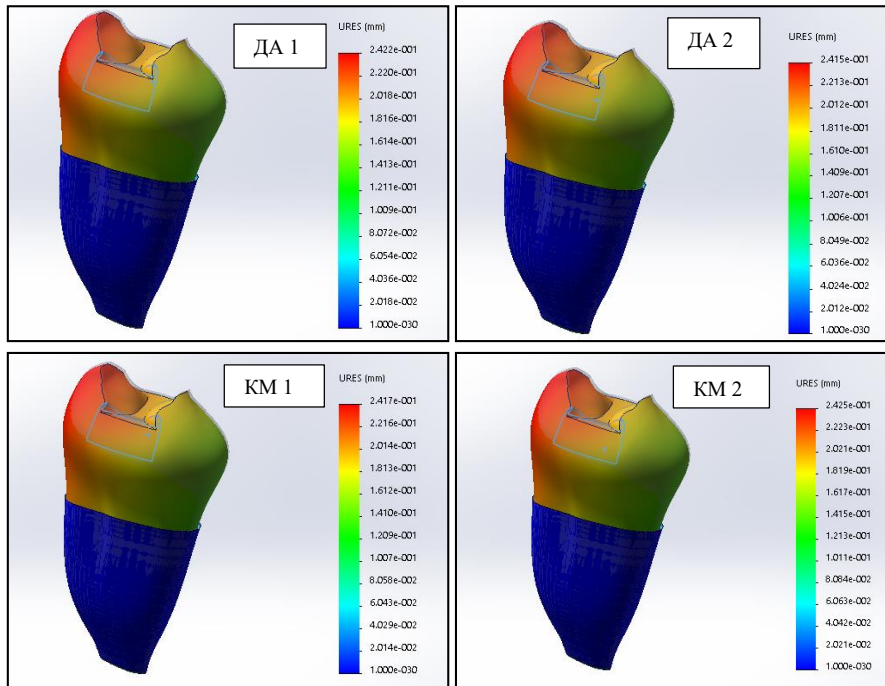 ДА 1
URES (mm)
2.422e-001
2.220e-001
2.018e-001
1.816e-001
1.614e-001
1.413e-001
1.211e-001
1.009e-001
8.072e-002
6.054e-002
4.036e-002
2.018e-002
1.000e-030
ДА 2
URES (mm)
2.415e-001
2.213e-001
2.012e-001
1.811e-001
1.610e-001
1.409e-001
1.207e-001
1.006e-001
8.049e-002
6.036e-002
4.024e-002
2.012e-002
1.000e-030
КМ 1
URES (mm)
2.417e-001
2.216e-001
2.014e-001
1.813e-001
1.612e-001
1.410e-001
1.209e-001
1.007e-001
8.058e-002
6.043e-002
4.029e-002
2.014e-002
1.000e-030
КМ 2
URES (mm)
2.425e-001
2.223e-001
2.021e-001
1.819e-001
1.617e-001
1.415e-001
1.213e-001
1.011e-001
8.084e-002
6.063e-002
4.042e-002
2.021e-002
1.000e-030